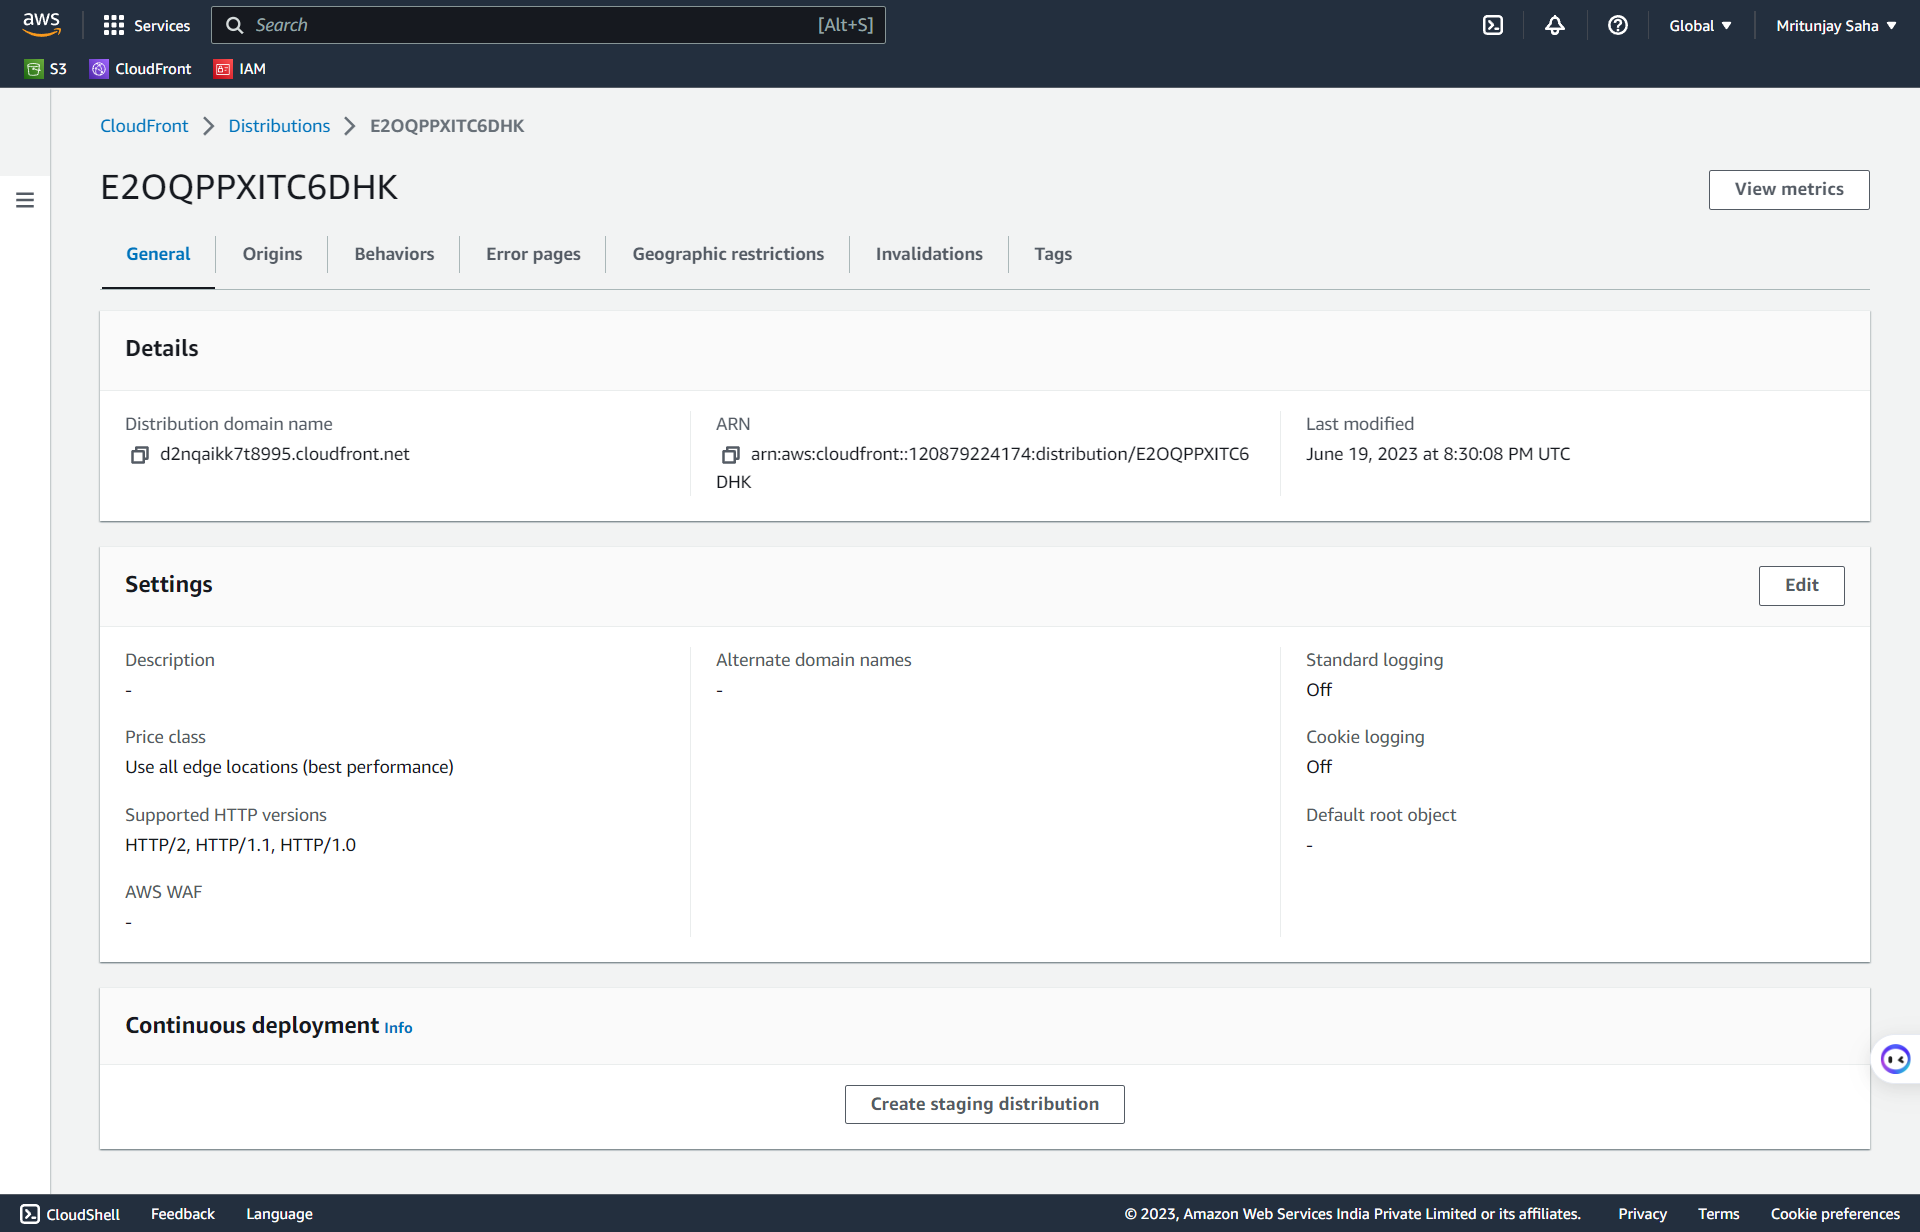 aws
Services
Search
[Alt+S]
Global
Mritunjay Saha
S3
CloudFront
IAM
CloudFront
Distributions
E2OQPPXITC6DHK
E2OQPPXITC6DHK
View metrics
General
Origins
Behaviors
Error pages
Geographic restrictions
Invalidations
Tags
Details
Distribution domain name
d2nqaikk7t8995.cloudfront.net
ARN
arn:aws:cloudfront::120879224174:distribution/E2OQPPXITC6
DHK
Last modified
June 19, 2023 at 8:30:08 PM UTC
Settings
Edit
Description
-
Price class
Use all edge locations (best performance)
Supported HTTP versions
HTTP/2, HTTP/1.1, HTTP/1.0
AWS WAF
-
Alternate domain names
-
Standard logging
Off
Cookie logging
Off
Default root object
-
Continuous deployment Info
Create staging distribution
CloudShell
Feedback
Language
© 2023, Amazon Web Services India Private Limited or its affiliates.
Privacy
Terms
Cookie preferences